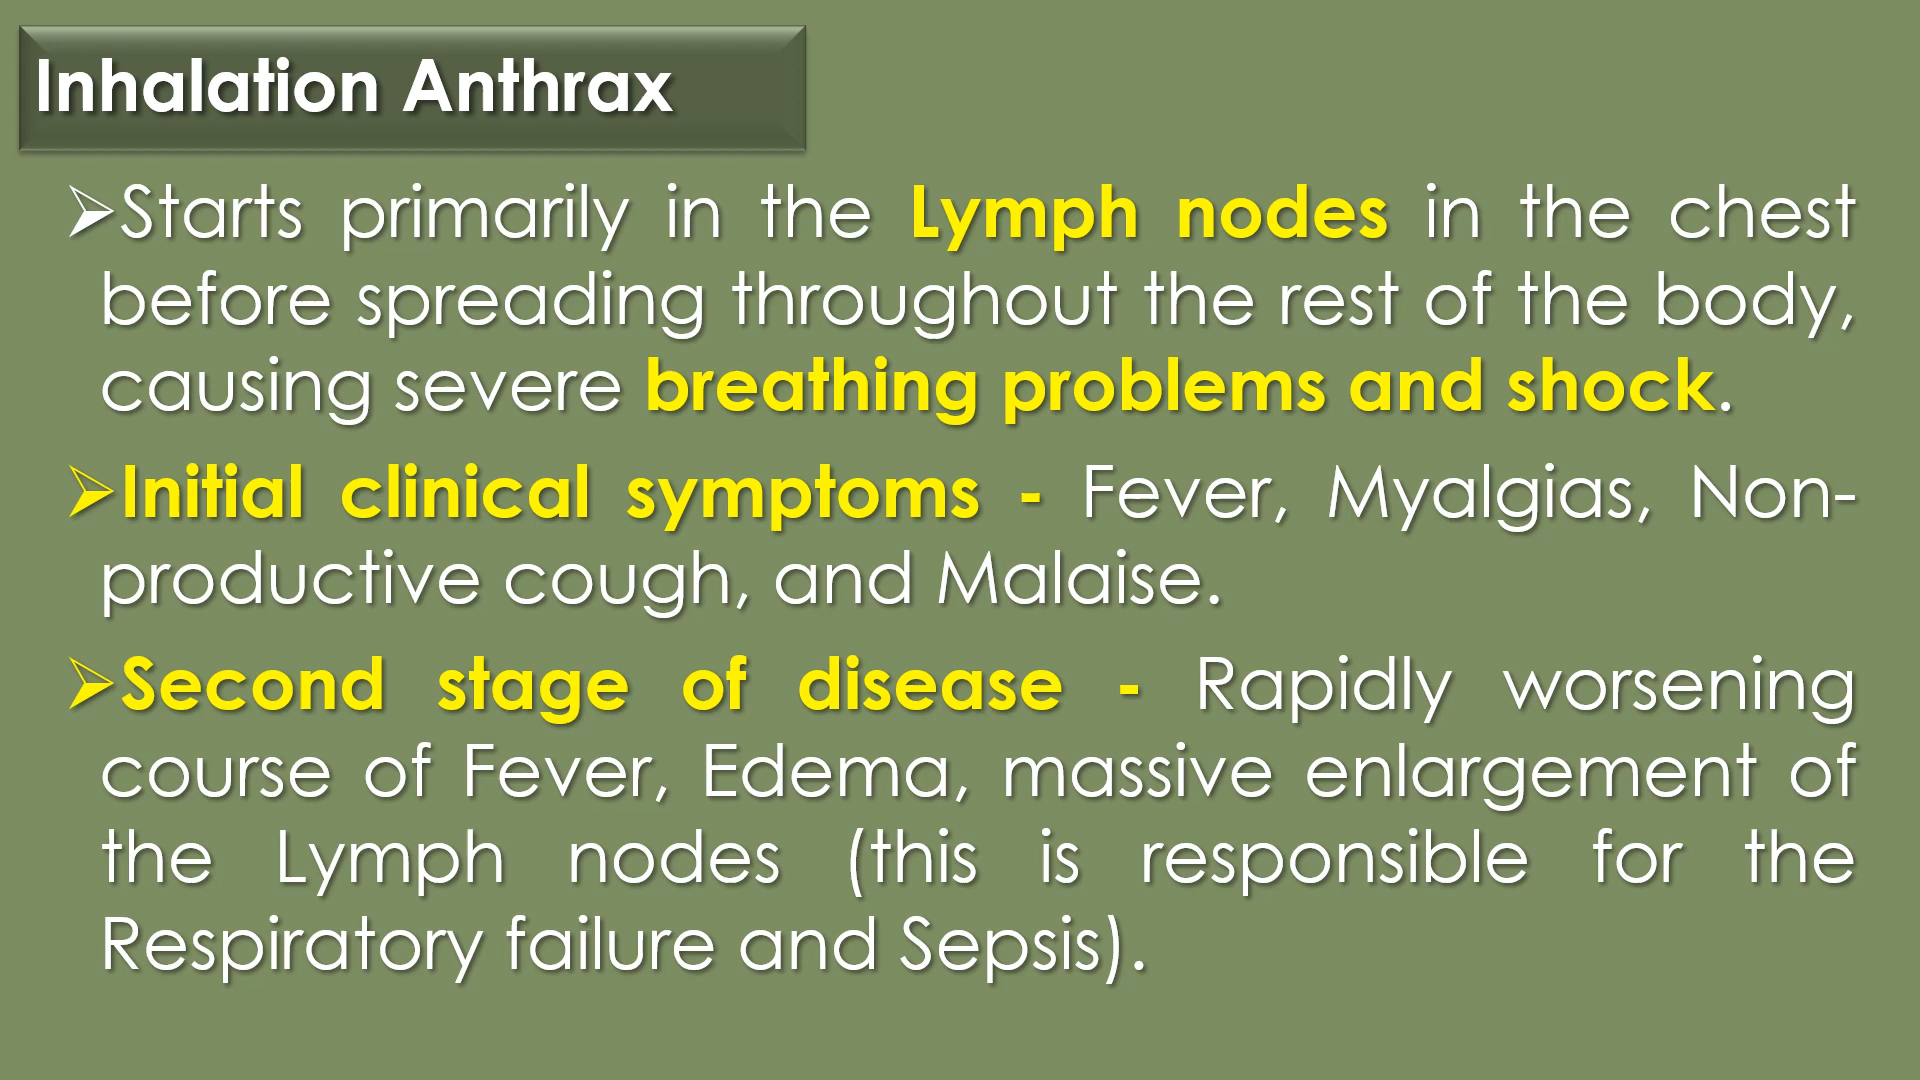 Inhalation Anthrax
➢Starts primarily in the Lymph nodes in the chest
before spreading throughout the rest of the body,
causing severe breathing problems and shock.
➢Initial clinical symptoms - Fever, Myalgias, Non-
productive cough, and Malaise.
➢Second stage of disease - Rapidly worsening
course of Fever, Edema, massive enlargement of
the Lymph nodes (this is responsible for the
Respiratory failure and Sepsis).